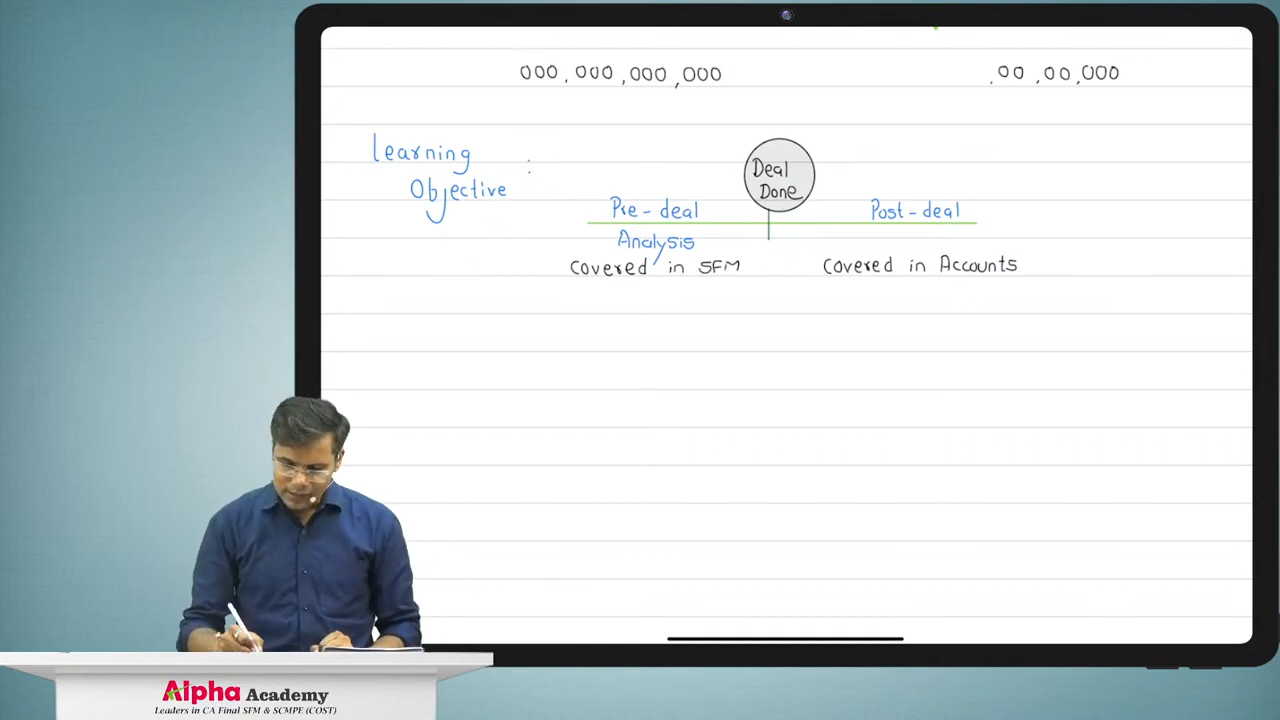 000,000,000,000
,00,00,000
Learning
Objective :
Deal
Done
Pre-deal
Post-deal
Analysis
Covered in SFM
Covered in Accounts
Alpha Academy
Leaders in CA Final SFM & SCMPE (COST)